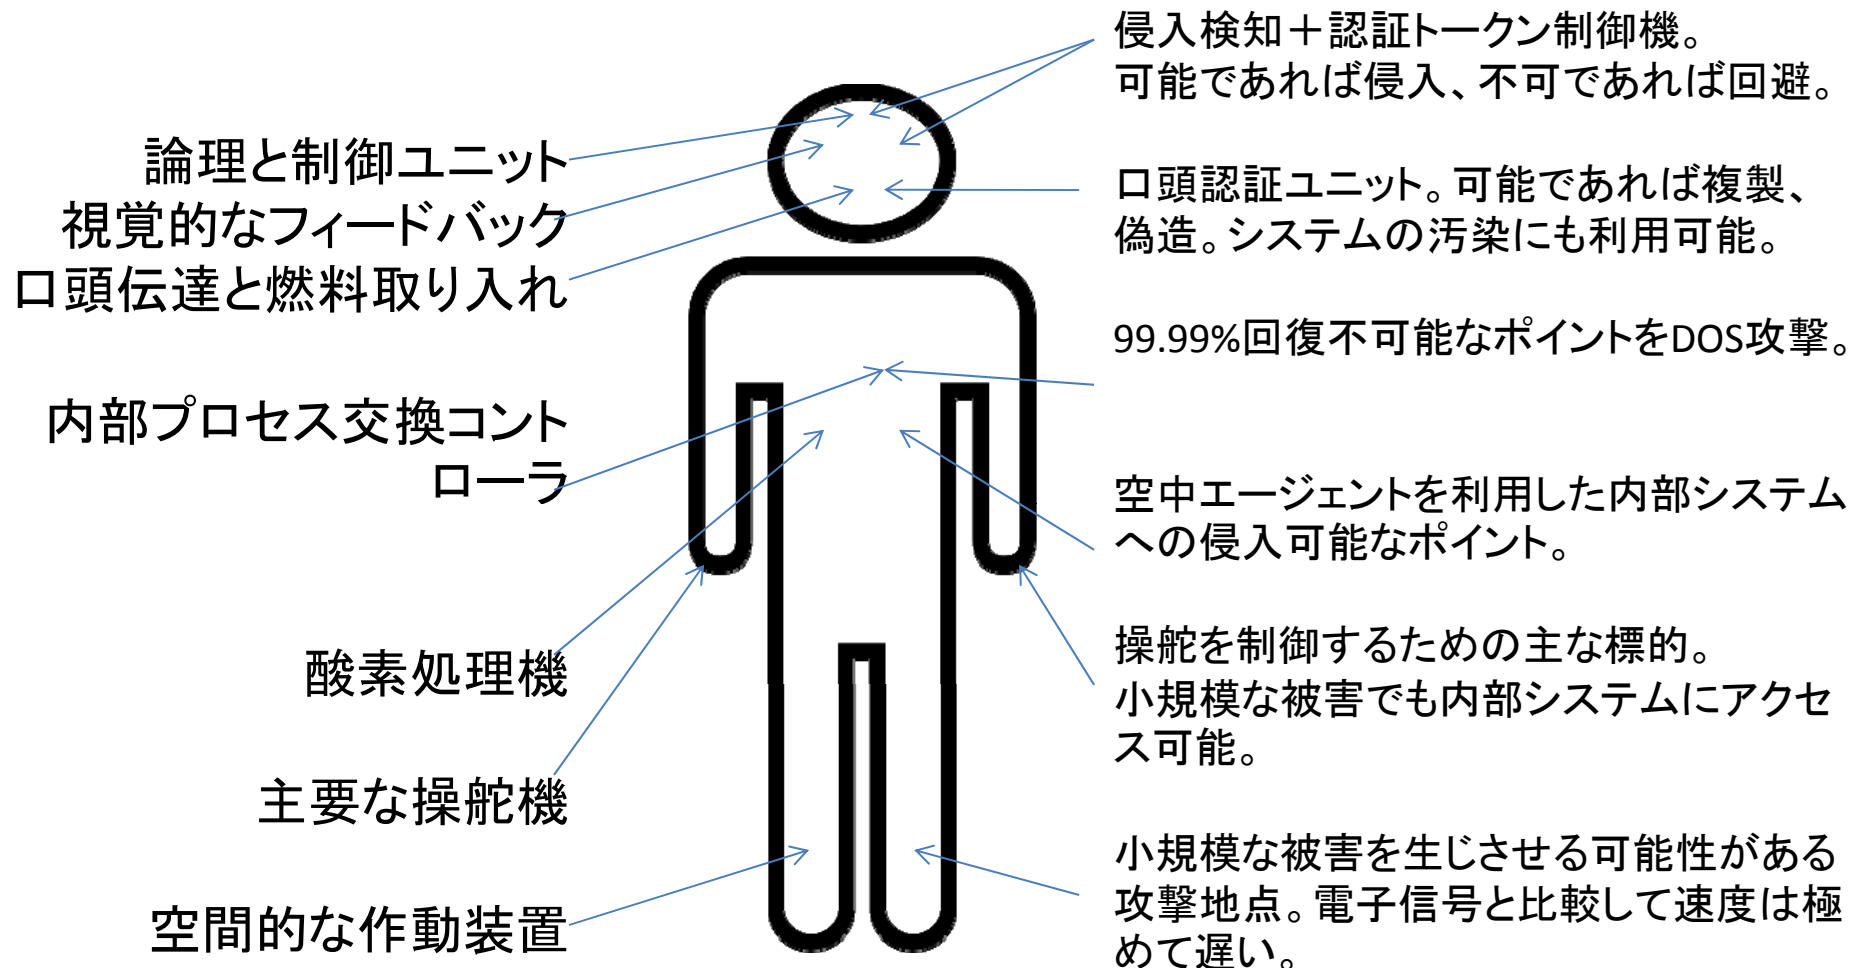 論理と制御ユニット
視覚的なフィードバック
口頭伝達と燃料取り入れ
内部プロセス交換コント
ローラ
酸素処理機
主要な操舵機
空間的な作動装置
侵入検知＋認証トークン制御機。
可能であれば侵入、不可であれば回避。
口頭認証ユニット。可能であれば複製、
偽造。システムの汚染にも利用可能。
99.99%回復不可能なポイントをDOS攻撃。
空中エージェントを利用した内部システム
への侵入可能なポイント。
操舵を制御するための主な標的。
小規模な被害でも内部システムにアクセ
ス可能。
小規模な被害を生じさせる可能性がある
攻撃地点。電子信号と比較して速度は極
めて遅い。